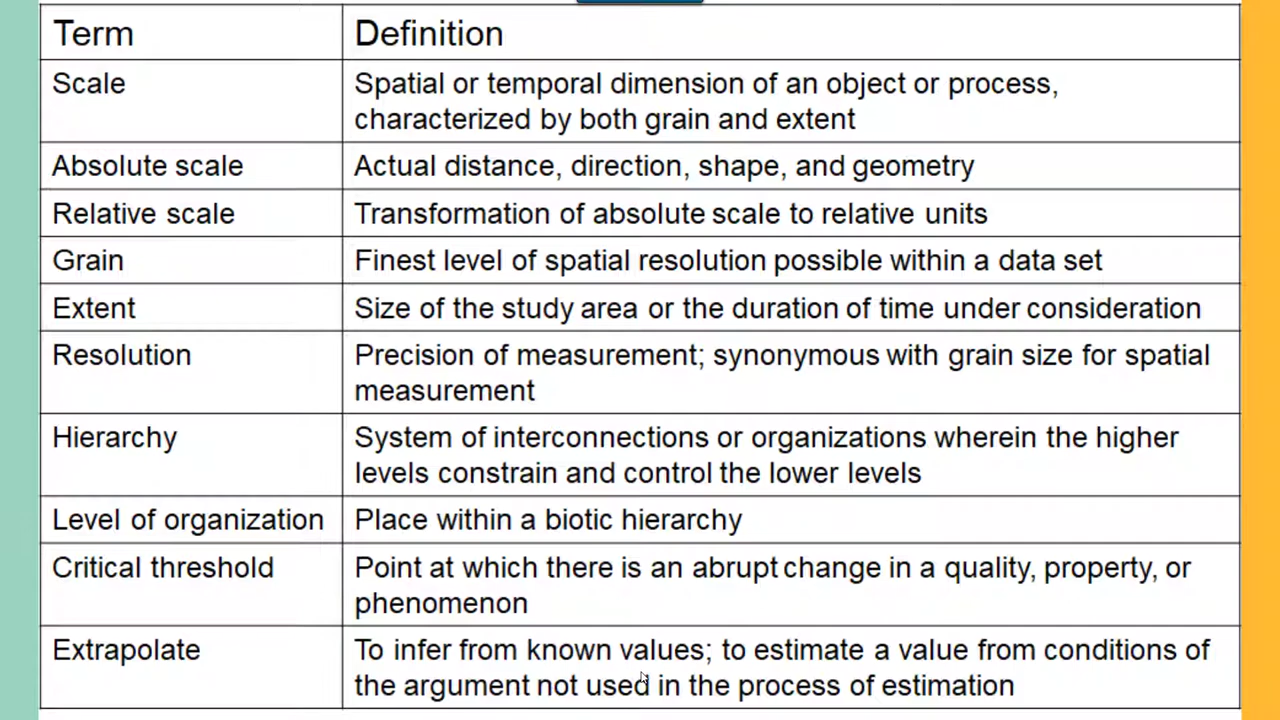 Term Definition
Scale Spatial or temporal dimension of an object or process,
characterized by both grain and extent
Absolute scale Actual distance, direction, shape, and geometry
Relative scale Transformation of absolute scale to relative units
Grain Finest level of spatial resolution possible within a data set
Extent Size of the study area or the duration of time under consideration
Resolution Precision of measurement; synonymous with grain size for spatial
measurement
Hierarchy System of interconnections or organizations wherein the higher
levels constrain and control the lower levels
Level of organization Place within a biotic hierarchy
Critical threshold Point at which there is an abrupt change in a quality, property, or
phenomenon
Extrapolate To infer from known values; to estimate a value from conditions of
the argument not used in the process of estimation